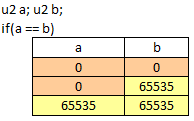 u2 a; u2 b;
if(a == b)
a b
0 0
0 65535
65535 65535